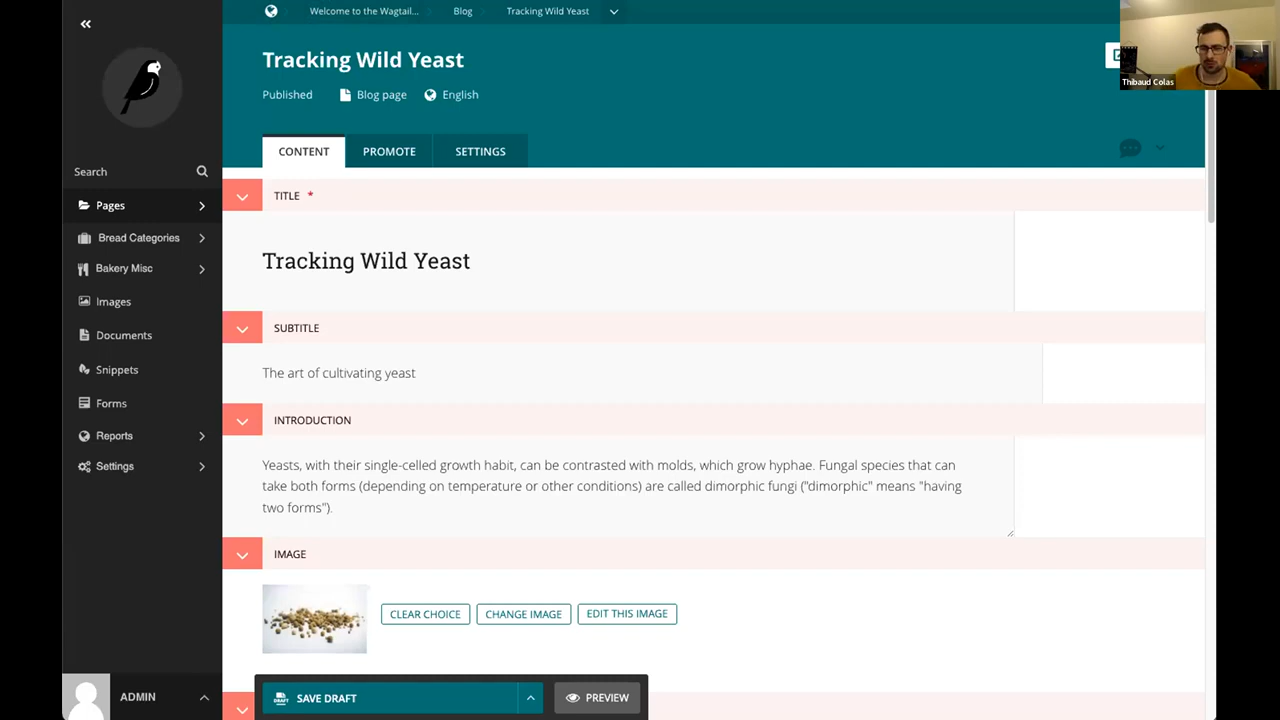 Welcome to the Wagtail...
Blog
Tracking Wild Yeast
Tracking Wild Yeast
Published
Blog page
English
Thibaud Colas
CONTENT
PROMOTE
SETTINGS
Search
Pages
Bread Categories
Bakery Misc
Images
Documents
Snippets
Forms
Reports
Settings
ADMIN
TITLE *
Tracking Wild Yeast
SUBTITLE
The art of cultivating yeast
INTRODUCTION
Yeasts, with their single-celled growth habit, can be contrasted with molds, which grow hyphae. Fungal species that can
take both forms (depending on temperature or other conditions) are called dimorphic fungi ("dimorphic" means "having
two forms").
IMAGE
CLEAR CHOICE
CHANGE IMAGE
EDIT THIS IMAGE
DRAFT
SAVE DRAFT
PREVIEW